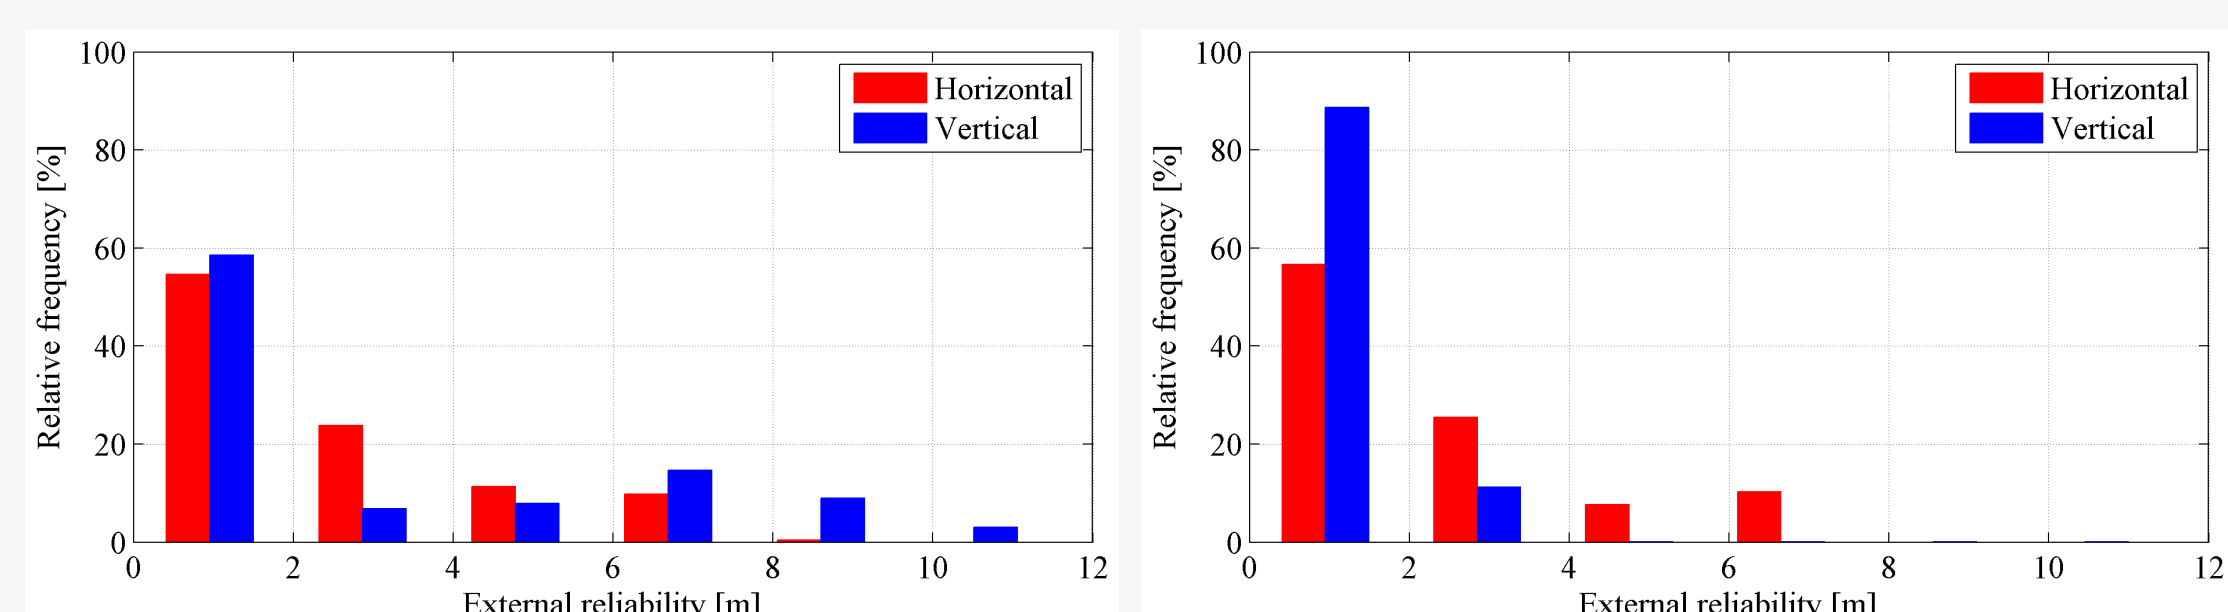 100
80
60
40
20
0
0 2 4 6 8 10 12
Relative frequency [%]
External reliability [m]
Horizontal
Vertical
100
80
60
40
20
0
0 2 4 6 8 10 12
Relative frequency [%]
External reliability [m]
Horizontal
Vertical